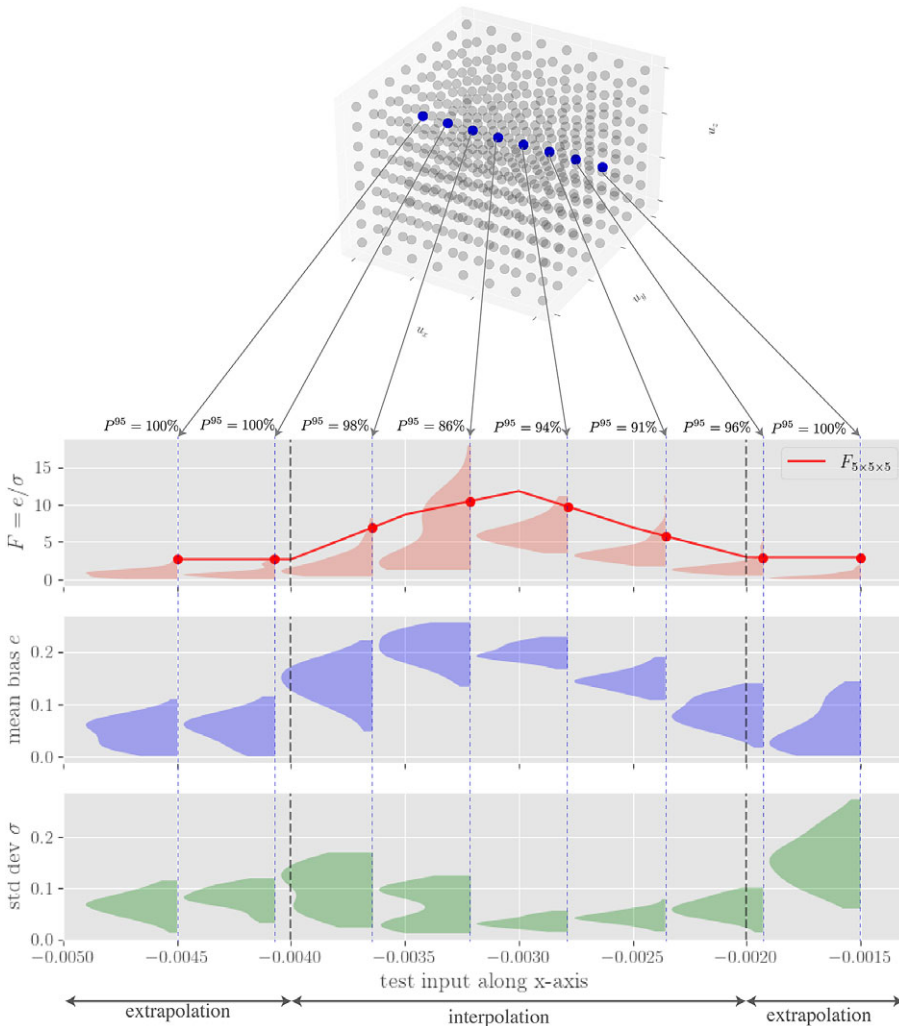 u_z
u_y
u_x
P^95 = 100% P^95 = 100% P^95 = 98% P^95 = 86% P^95 = 94% P^95 = 91% P^95 = 96% P^95 = 100%
F = e/σ
15
10
5
0
F_5×5×5
mean bias e
0.2
0.1
0.0
std dev σ
0.2
0.1
0.0
−0.0050 −0.0045 −0.0040 −0.0035 −0.0030 −0.0025 −0.0020 −0.0015
test input along x-axis
extrapolation interpolation extrapolation